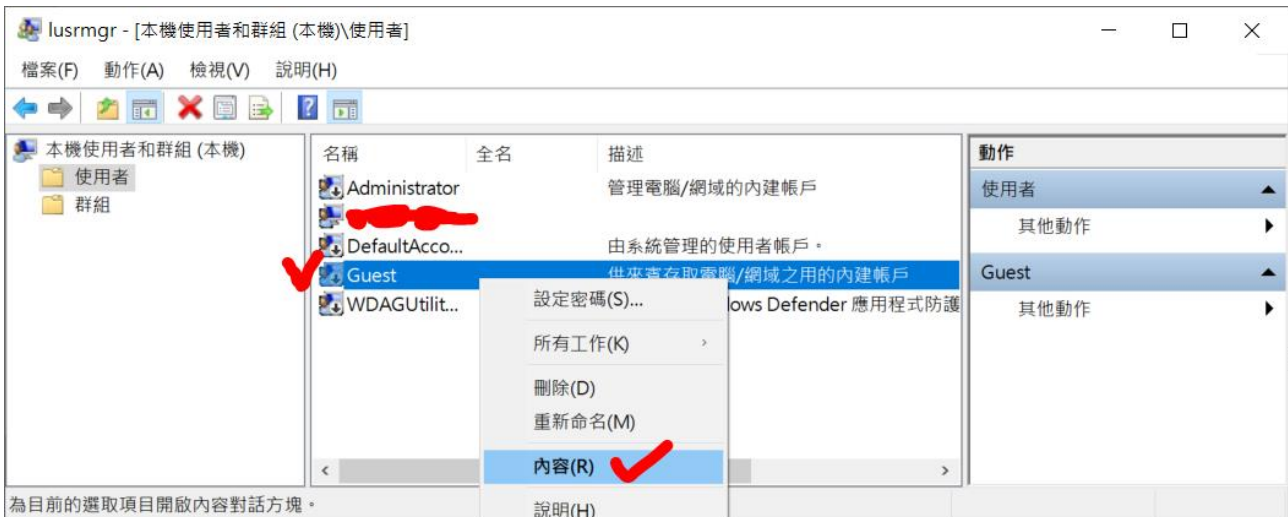 lusrmgr - [本機使用者和群組 (本機)\使用者]
檔案(F) 動作(A) 檢視(V) 說明(H)
本機使用者和群組 (本機)
使用者
群組
名稱 全名 描述
Administrator 管理電腦/網域的內建帳戶
DefaultAcco... 由系統管理的使用者帳戶。
Guest 供來賓存取電腦/網域之用的內建帳戶
WDAGUtilit... dows Defender 應用程式防護
設定密碼(S)...
所有工作(K)
刪除(D)
重新命名(M)
內容(R)
說明(H)
動作
使用者
其他動作
Guest
其他動作
為目前的選取項目開啟內容對話方塊。